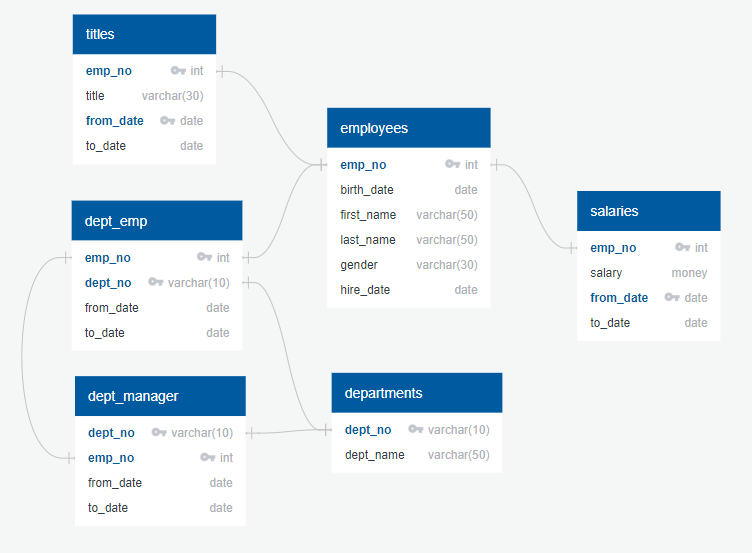 titles
emp_no int
title varchar(30)
from_date date
to_date date
employees
emp_no int
birth_date date
first_name varchar(50)
last_name varchar(50)
gender varchar(30)
hire_date date
salaries
emp_no int
salary money
from_date date
to_date date
dept_emp
emp_no int
dept_no varchar(10)
from_date date
to_date date
dept_manager
dept_no varchar(10)
emp_no int
from_date date
to_date date
departments
dept_no varchar(10)
dept_name varchar(50)